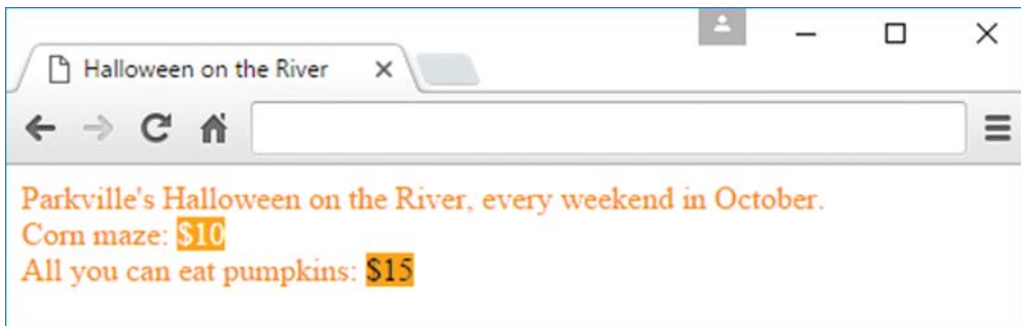 Halloween on the River
Parkville's Halloween on the River, every weekend in October.
Corn maze: $10
All you can eat pumpkins: $15